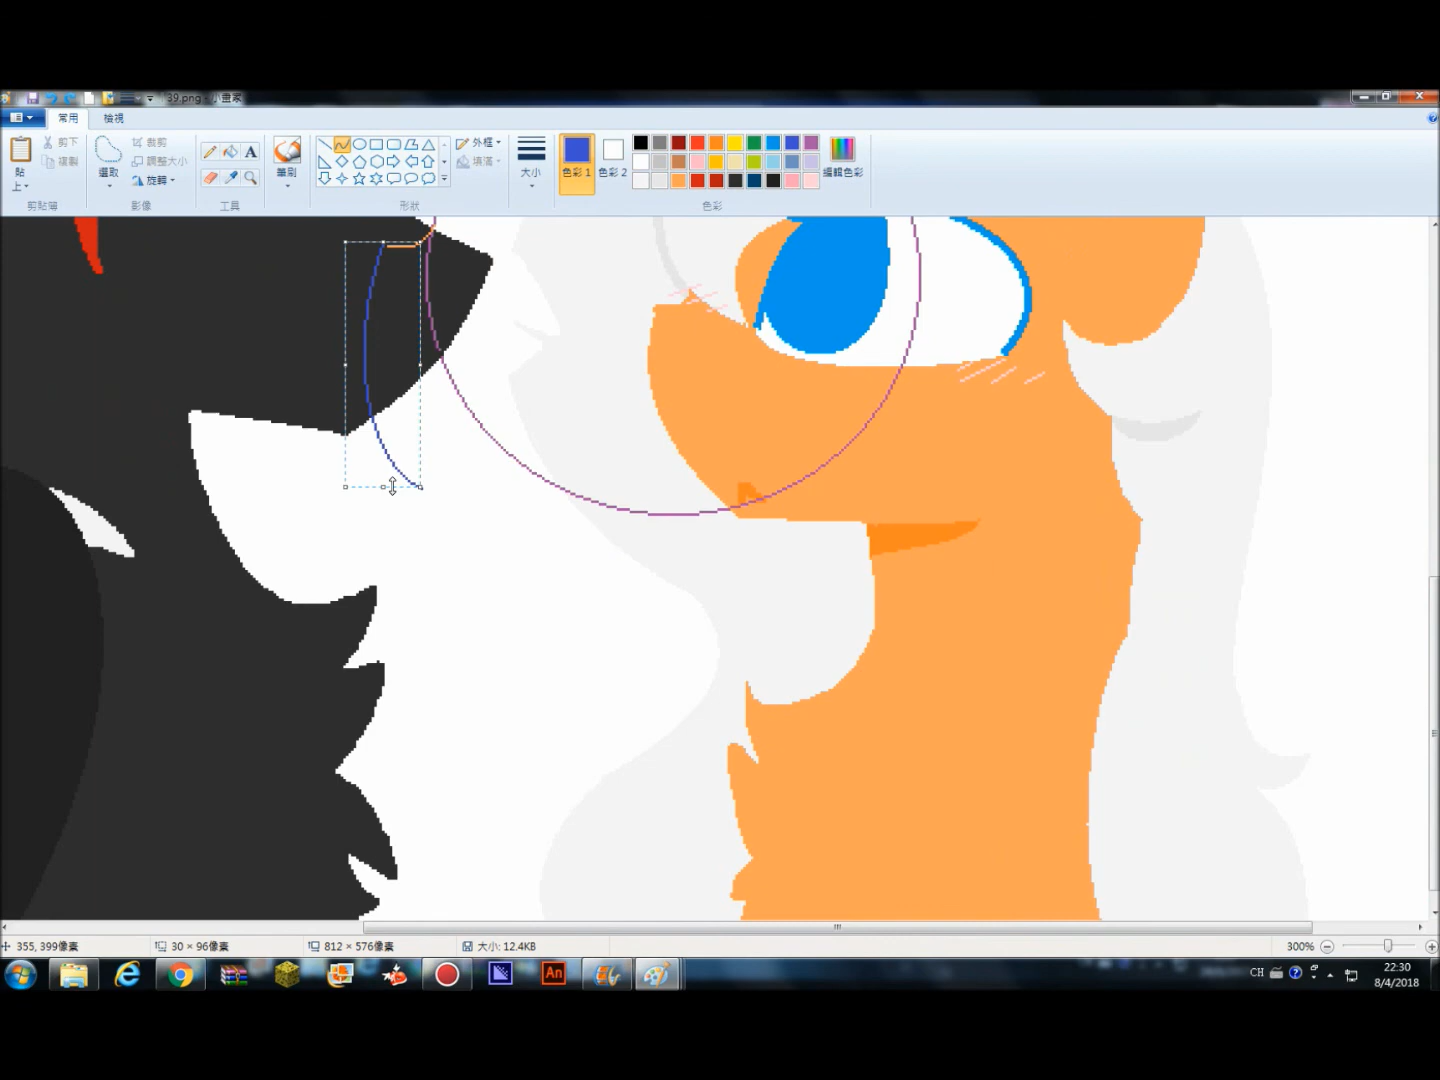 39.png - 小畫家
常用 檢視
貼上 剪下 複製
選取 裁剪 調整大小 旋轉
A
筆刷
外框 填滿
大小
色彩 1 色彩 2
編輯色彩
剪貼簿 影像 工具 形狀 色彩
355, 399像素 30 × 96像素 812 × 576像素 大小: 12.4KB 300%
An CH 22:30
8/4/2018